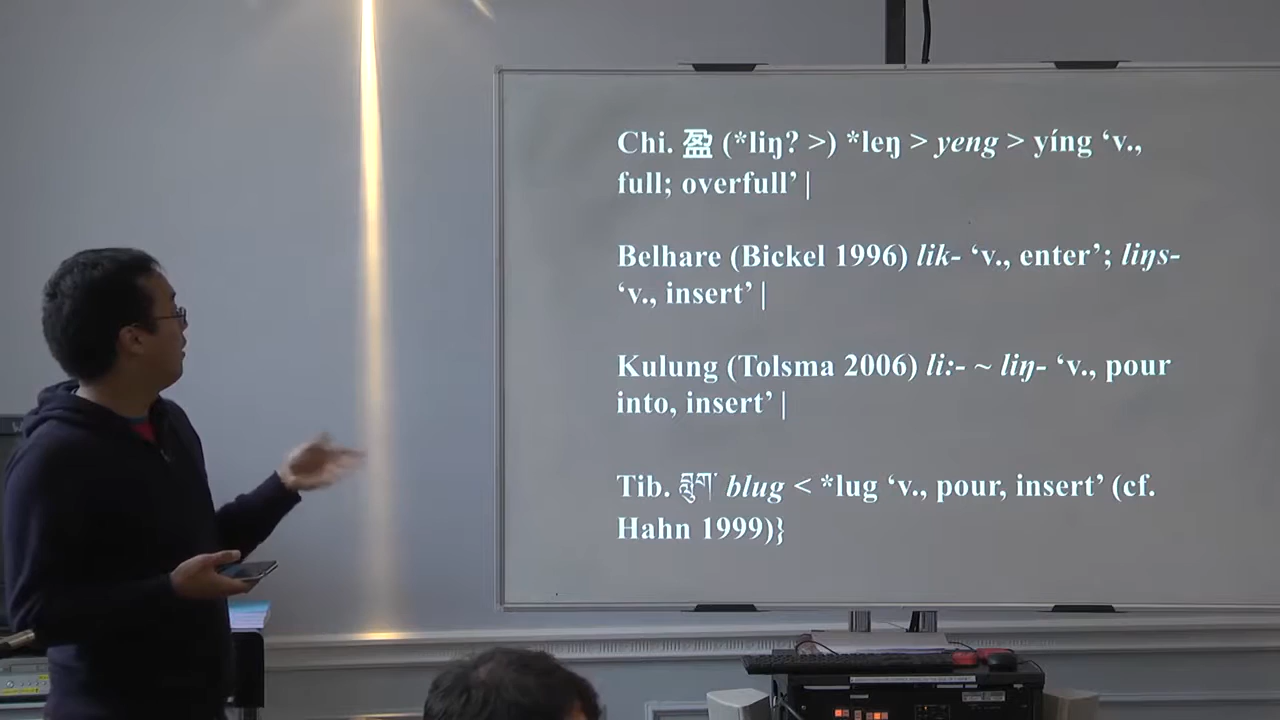 Chi. 盈 (*liŋ? >) *leŋ > yeng > yíng ‘v.,
full; overfull’ |
Belhare (Bickel 1996) lik- ‘v., enter’; liŋs-
‘v., insert’ |
Kulung (Tolsma 2006) li:- ~ liŋ- ‘v., pour
into, insert’ |
Tib. བླུག་ blug < *lug ‘v., pour, insert’ (cf.
Hahn 1999)}